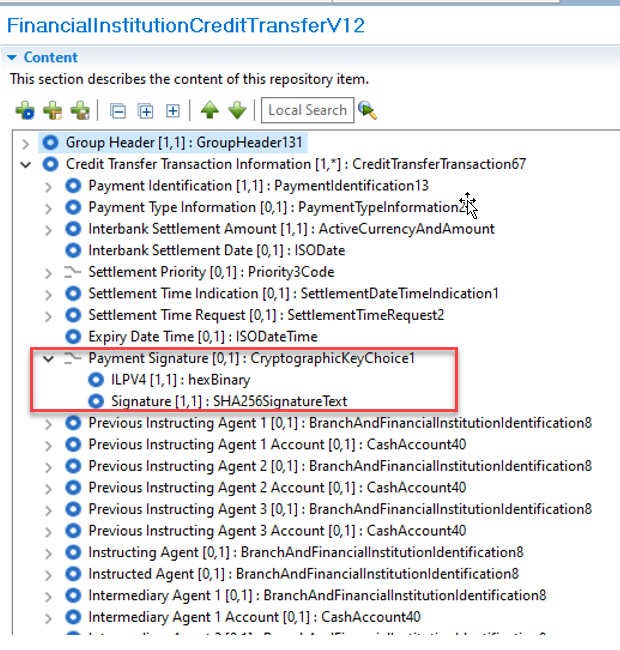 FinancialInstitutionCreditTransferV12
Content
This section describes the content of this repository item.
Local Search
Group Header [1,1] : GroupHeader131
Credit Transfer Transaction Information [1,*] : CreditTransferTransaction67
Payment Identification [1,1] : PaymentIdentification13
Payment Type Information [0,1] : PaymentTypeInformation2
Interbank Settlement Amount [1,1] : ActiveCurrencyAndAmount
Interbank Settlement Date [0,1] : ISODate
Settlement Priority [0,1] : Priority3Code
Settlement Time Indication [0,1] : SettlementDateTimeIndication1
Settlement Time Request [0,1] : SettlementTimeRequest2
Expiry Date Time [0,1] : ISODateTime
Payment Signature [0,1] : CryptographicKeyChoice1
ILPV4 [1,1] : hexBinary
Signature [1,1] : SHA256SignatureText
Previous Instructing Agent 1 [0,1] : BranchAndFinancialInstitutionIdentification8
Previous Instructing Agent 1 Account [0,1] : CashAccount40
Previous Instructing Agent 2 [0,1] : BranchAndFinancialInstitutionIdentification8
Previous Instructing Agent 2 Account [0,1] : CashAccount40
Previous Instructing Agent 3 [0,1] : BranchAndFinancialInstitutionIdentification8
Previous Instructing Agent 3 Account [0,1] : CashAccount40
Instructing Agent [0,1] : BranchAndFinancialInstitutionIdentification8
Instructed Agent [0,1] : BranchAndFinancialInstitutionIdentification8
Intermediary Agent 1 [0,1] : BranchAndFinancialInstitutionIdentification8
Intermediary Agent 1 Account [0,1] : CashAccount40